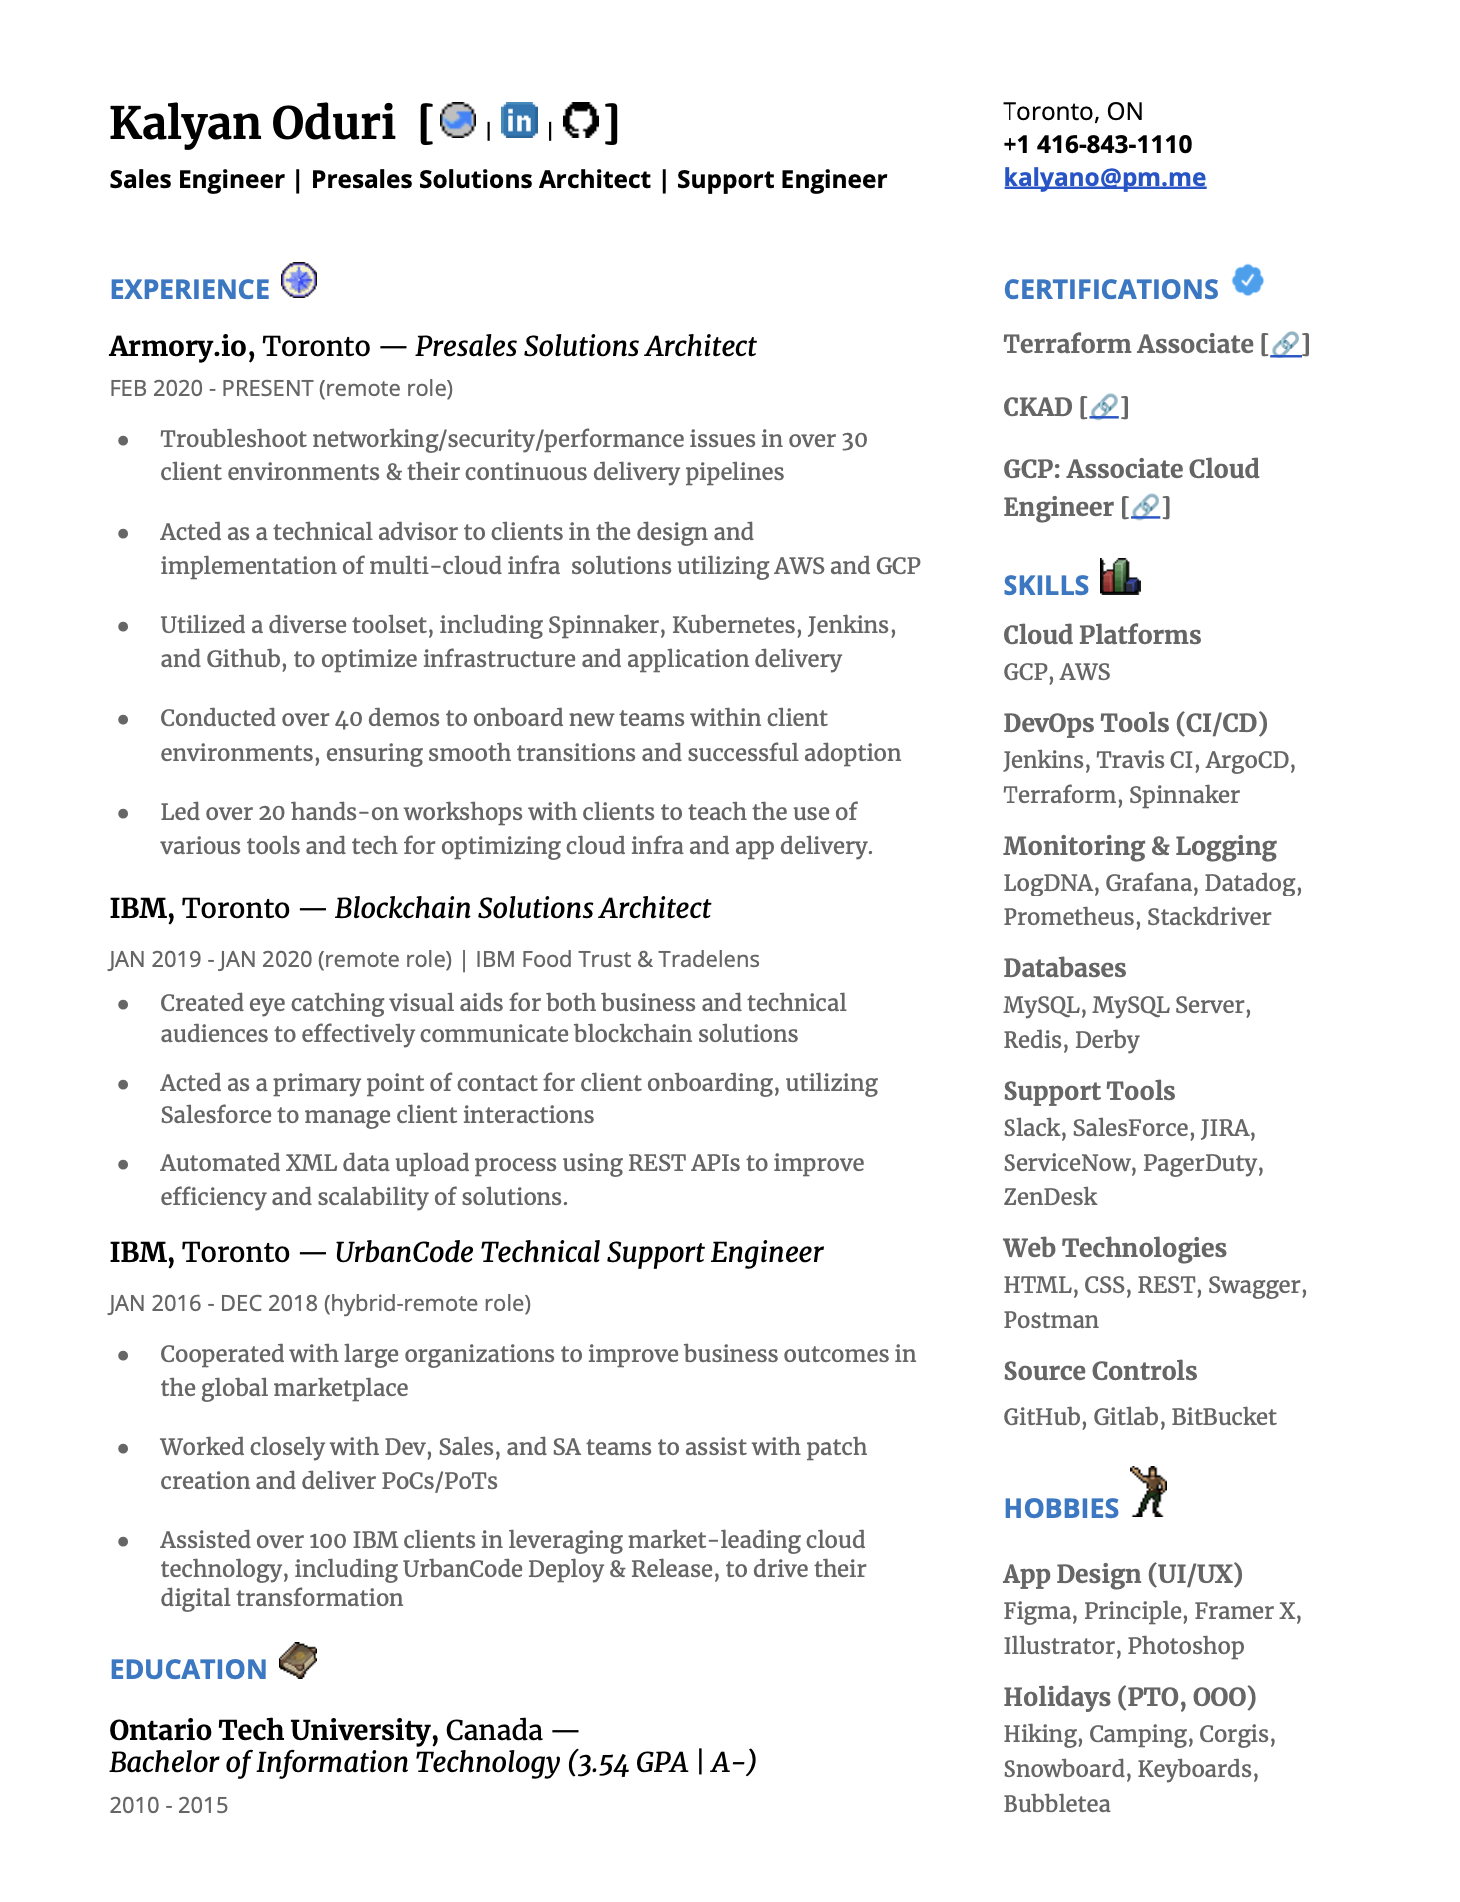 Kalyan Oduri [ | in | ]
Sales Engineer | Presales Solutions Architect | Support Engineer
Toronto, ON
+1 416-843-1110
kalyano@pm.me
EXPERIENCE
Armory.io, Toronto — Presales Solutions Architect
FEB 2020 - PRESENT (remote role)
● Troubleshoot networking/security/performance issues in over 30
client environments & their continuous delivery pipelines
● Acted as a technical advisor to clients in the design and
implementation of multi-cloud infra  solutions utilizing AWS and GCP
● Utilized a diverse toolset, including Spinnaker, Kubernetes, Jenkins,
and Github, to optimize infrastructure and application delivery
● Conducted over 40 demos to onboard new teams within client
environments, ensuring smooth transitions and successful adoption
● Led over 20 hands-on workshops with clients to teach the use of
various tools and tech for optimizing cloud infra and app delivery.
IBM, Toronto — Blockchain Solutions Architect
JAN 2019 - JAN 2020 (remote role) | IBM Food Trust & Tradelens
● Created eye catching visual aids for both business and technical
audiences to effectively communicate blockchain solutions
● Acted as a primary point of contact for client onboarding, utilizing
Salesforce to manage client interactions
● Automated XML data upload process using REST APIs to improve
efficiency and scalability of solutions.
IBM, Toronto — UrbanCode Technical Support Engineer
JAN 2016 - DEC 2018 (hybrid-remote role)
● Cooperated with large organizations to improve business outcomes in
the global marketplace
● Worked closely with Dev, Sales, and SA teams to assist with patch
creation and deliver PoCs/PoTs
● Assisted over 100 IBM clients in leveraging market-leading cloud
technology, including UrbanCode Deploy & Release, to drive their
digital transformation
EDUCATION
Ontario Tech University, Canada —
Bachelor of Information Technology (3.54 GPA | A-)
2010 - 2015
CERTIFICATIONS
Terraform Associate [🔗]
CKAD [🔗]
GCP: Associate Cloud
Engineer [🔗]
SKILLS
Cloud Platforms
GCP, AWS
DevOps Tools (CI/CD)
Jenkins, Travis CI, ArgoCD,
Terraform, Spinnaker
Monitoring & Logging
LogDNA, Grafana, Datadog,
Prometheus, Stackdriver
Databases
MySQL, MySQL Server,
Redis, Derby
Support Tools
Slack, SalesForce, JIRA,
ServiceNow, PagerDuty,
ZenDesk
Web Technologies
HTML, CSS, REST, Swagger,
Postman
Source Controls
GitHub, Gitlab, BitBucket
HOBBIES
App Design (UI/UX)
Figma, Principle, Framer X,
Illustrator, Photoshop
Holidays (PTO, OOO)
Hiking, Camping, Corgis,
Snowboard, Keyboards,
Bubbletea